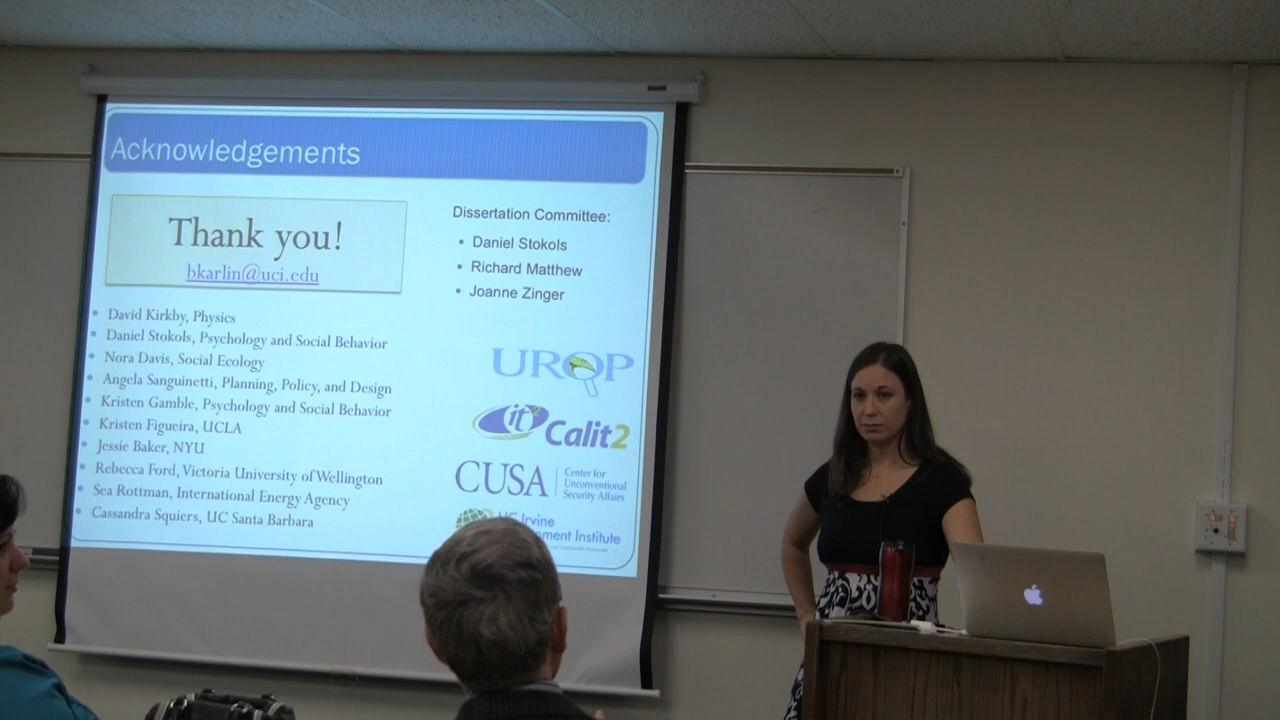 Acknowledgements
Thank you!
bkarlin@uci.edu
David Kirkby, Physics
Daniel Stokols, Psychology and Social Behavior
Nora Davis, Social Ecology
Angela Sanguinetti, Planning, Policy, and Design
Kristen Gamble, Psychology and Social Behavior
Kristen Figueira, UCLA
Jessie Baker, NYU
Rebecca Ford, Victoria University of Wellington
Sea Rottman, International Energy Agency
Cassandra Squiers, UC Santa Barbara
Dissertation Committee:
Daniel Stokols
Richard Matthew
Joanne Zinger
UROP
it2 Calit2
CUSA
Center for
Unconventional
Security Affairs
UC Irvine
nment Institute